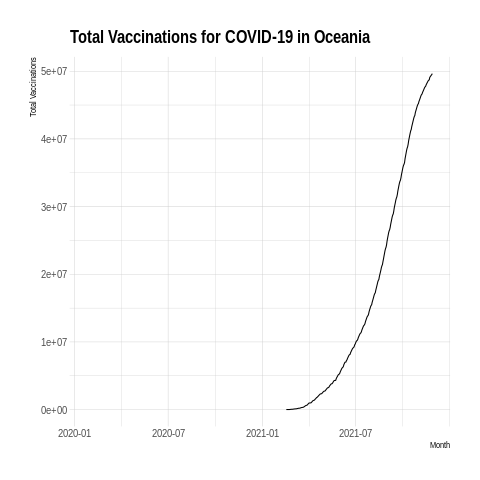 Total Vaccinations for COVID-19 in Oceania
Total Vaccinations
5e+07
4e+07
3e+07
2e+07
1e+07
0e+00
2020-01 2020-07 2021-01 2021-07
Month